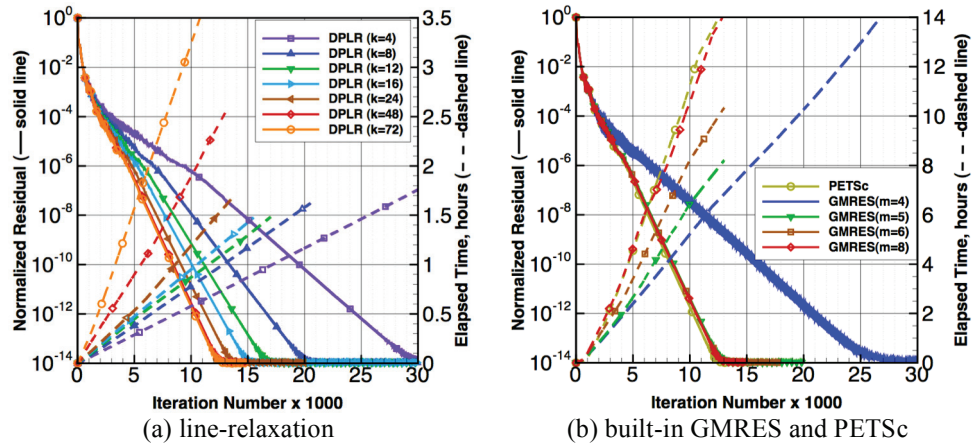 Normalized Residual (—solid line)
10^0
10^-2
10^-4
10^-6
10^-8
10^-10
10^-12
10^-14
DPLR (k=4)
DPLR (k=8)
DPLR (k=12)
DPLR (k=16)
DPLR (k=24)
DPLR (k=48)
DPLR (k=72)
3.5
3
2.5
2
1.5
1
0.5
0
Elapsed Time, hours (- - -dashed line)
0 5 10 15 20 25 30
Iteration Number x 1000
(a) line-relaxation
Normalized Residual (—solid line)
10^0
10^-2
10^-4
10^-6
10^-8
10^-10
10^-12
10^-14
PETSc
GMRES(m=4)
GMRES(m=5)
GMRES(m=6)
GMRES(m=8)
14
12
10
8
6
4
2
0
Elapsed Time, hours (- - -dashed line)
0 5 10 15 20 25 30
Iteration Number x 1000
(b) built-in GMRES and PETSc